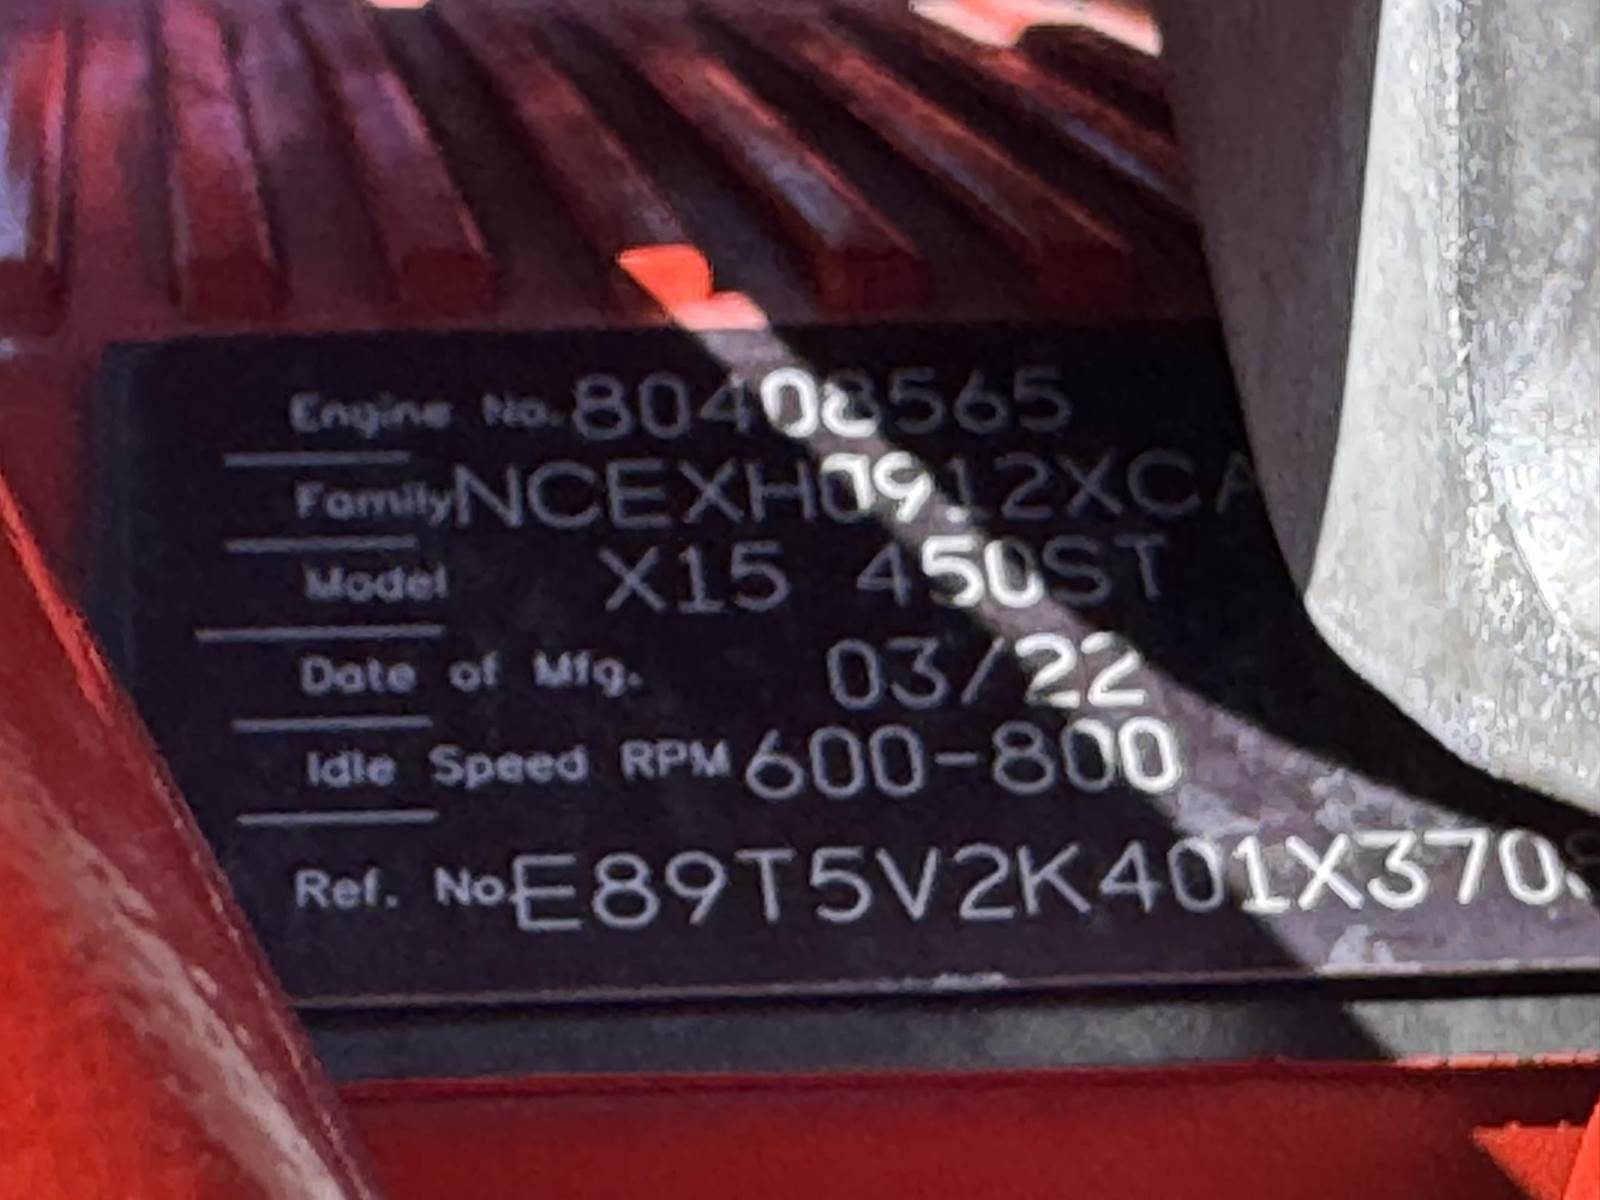 Engine No. 80408565
Family NCEXH0912XCA
Model X15 450ST
Date of Mfg. 03/22
Idle Speed RPM 600-800
Ref. No. E89T5V2K401X370